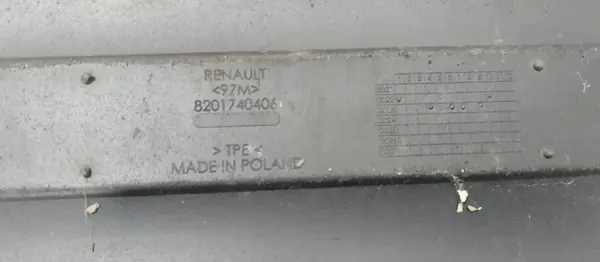 RENAULT
<97M>
8201740406
> TPE <
MADE IN POLAND